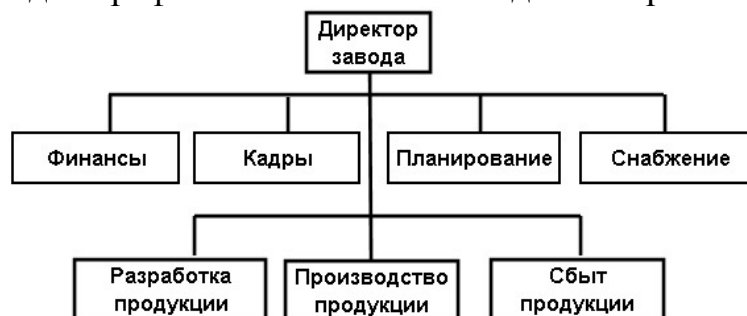 Директор
завода
Финансы
Кадры
Планирование
Снабжение
Разработка
продукции
Производство
продукции
Сбыт
продукции